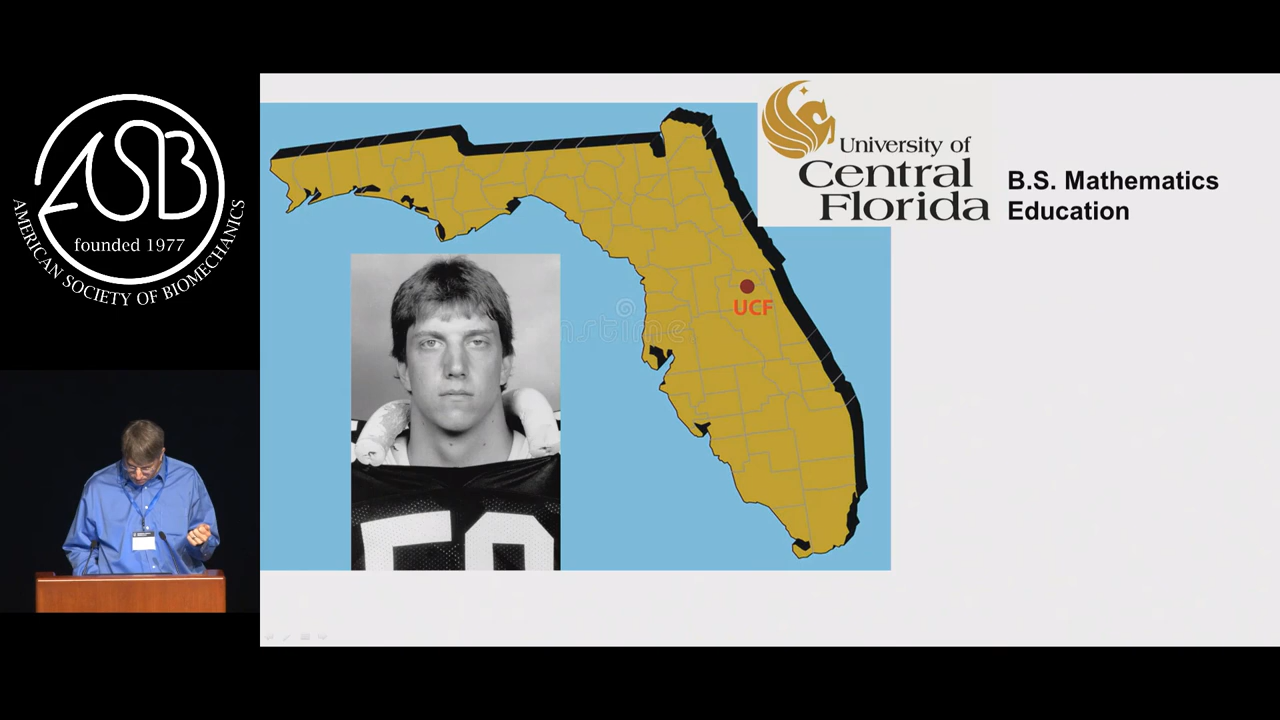 ASB
founded 1977
AMERICAN SOCIETY OF BIOMECHANICS
University of
Central
Florida
B.S. Mathematics
Education
UCF